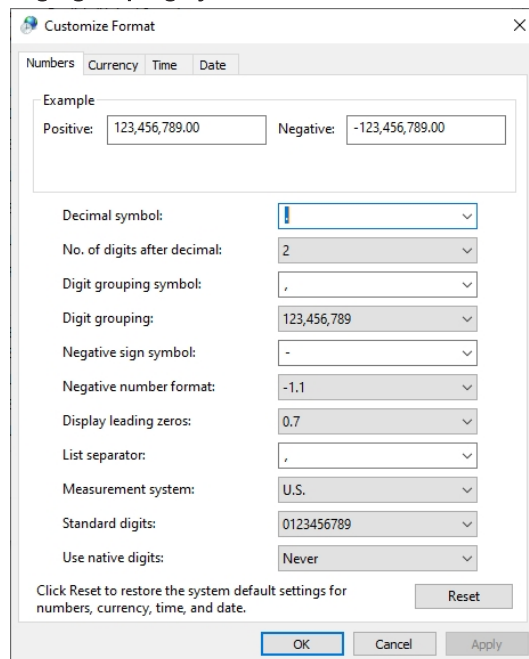 Customize Format
Numbers Currency Time Date
Example
Positive: 123,456,789.00 Negative: -123,456,789.00
Decimal symbol: .
No. of digits after decimal: 2
Digit grouping symbol: ,
Digit grouping: 123,456,789
Negative sign symbol: -
Negative number format: -1.1
Display leading zeros: 0.7
List separator: ,
Measurement system: U.S.
Standard digits: 0123456789
Use native digits: Never
Click Reset to restore the system default settings for
numbers, currency, time, and date. Reset
OK Cancel Apply